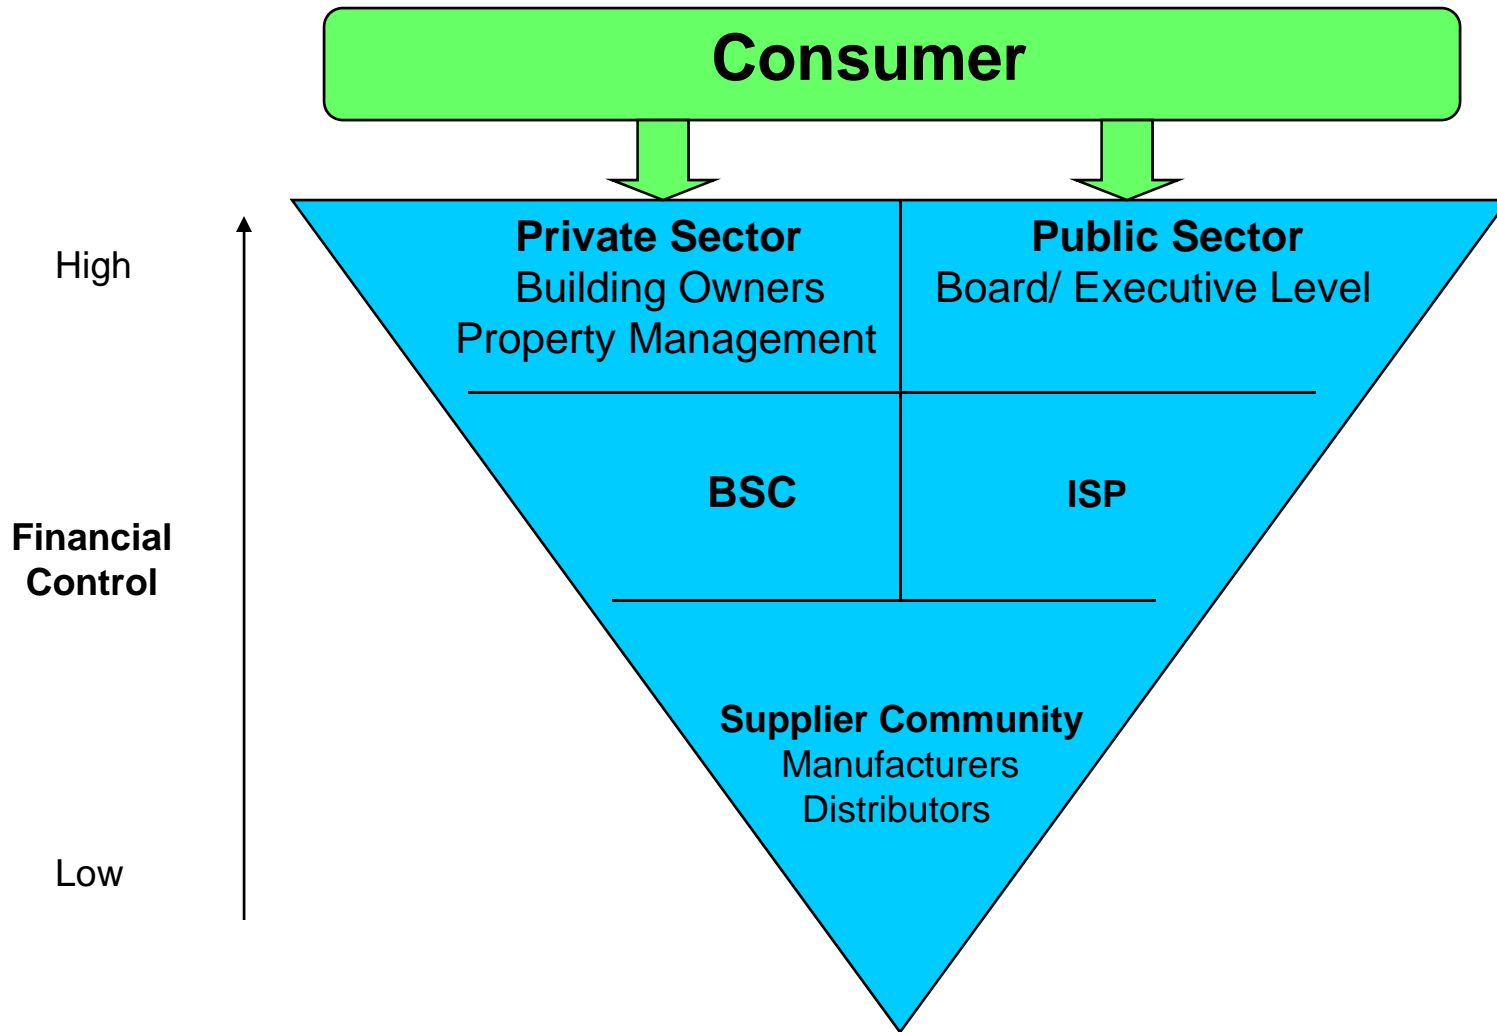 Consumer
High
Private Sector
Building Owners
Property Management
Public Sector
Board/ Executive Level
BSC
ISP
Financial
Control
Supplier Community
Manufacturers
Distributors
Low